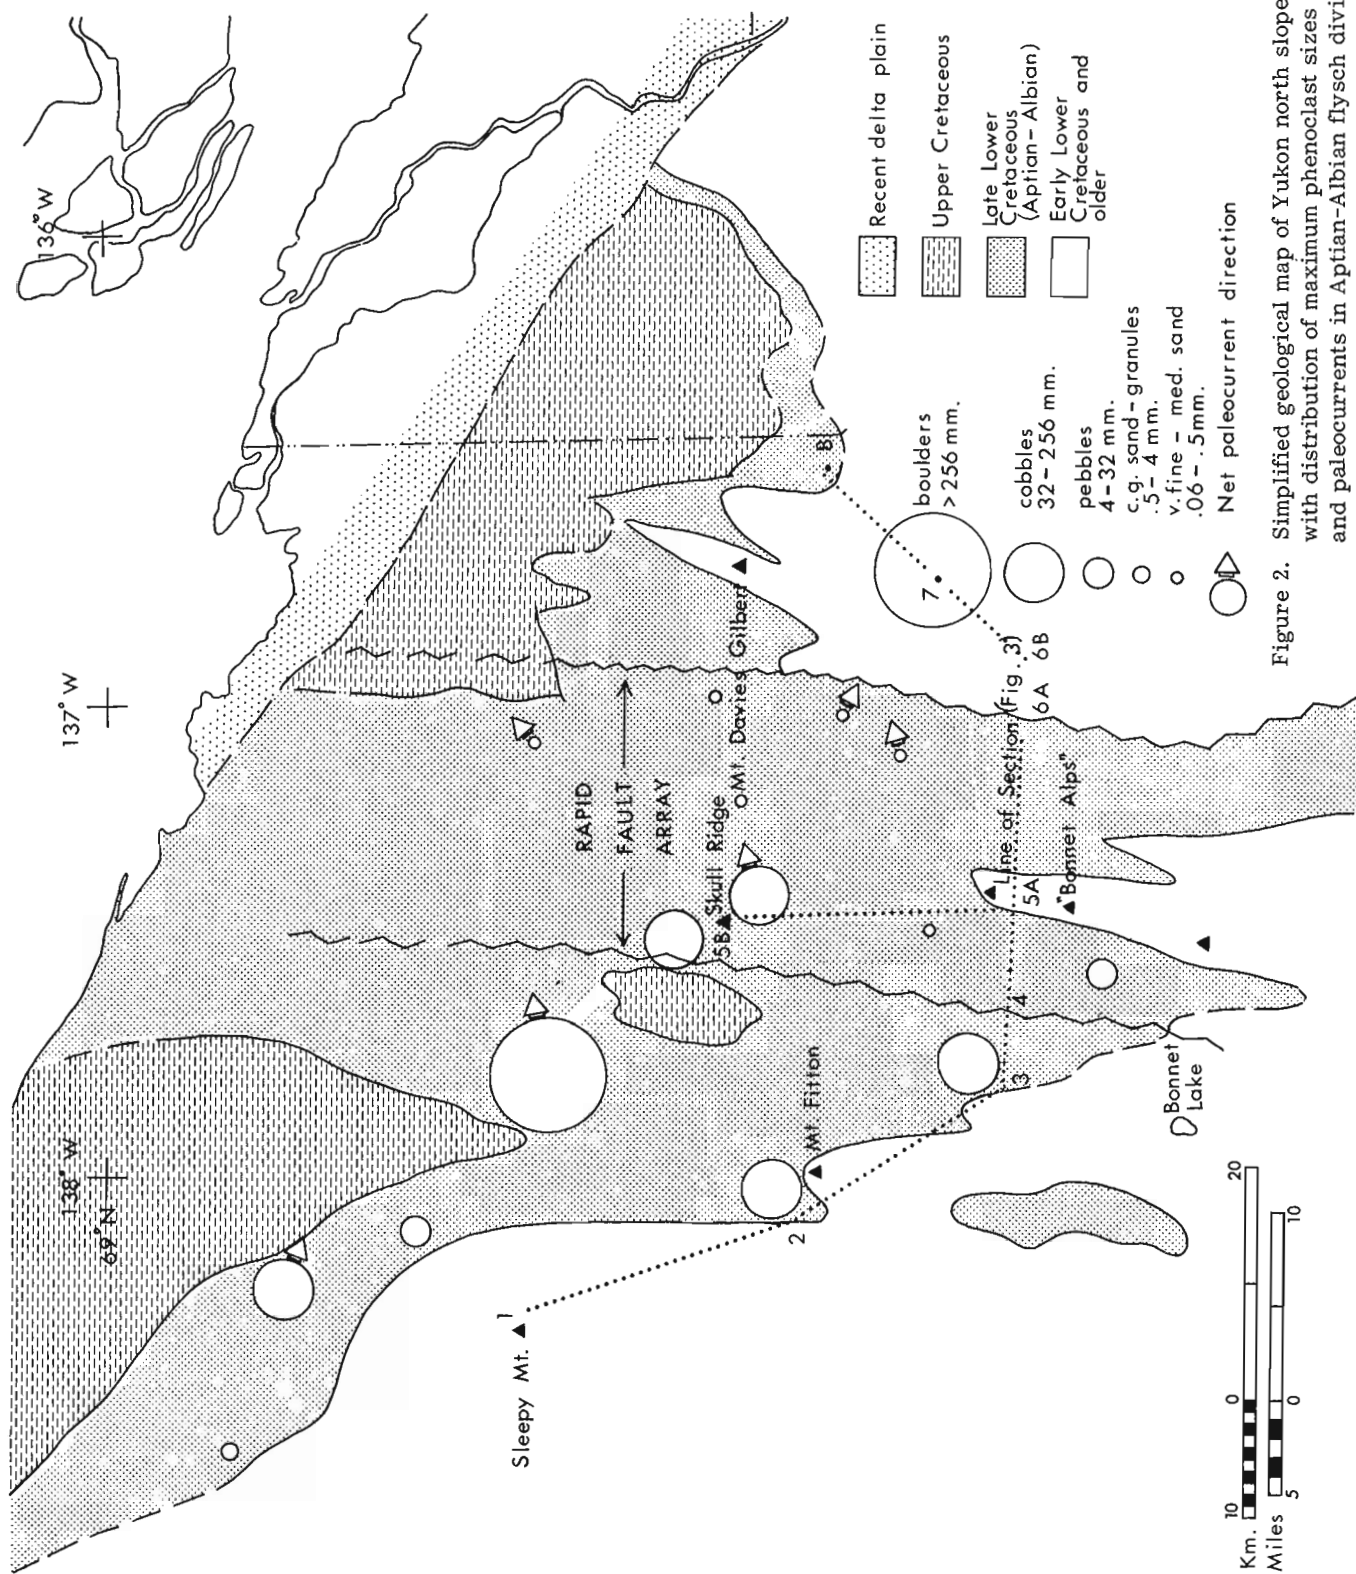 136° W
137° W
138° W
69° N
RAPID
FAULT
ARRAY
Skull Ridge
5B
Mt. Davies Gilbert
Sleepy Mt.
1
2
Mt Fitton
3
4
Line of Section (Fig. 3)
5A
"Bonnet Alps"
6A 6B
7
8
Bonnet
Lake
Recent delta plain
Upper Cretaceous
Late Lower
Cretaceous
(Aptian - Albian)
Early Lower
Cretaceous and
older
boulders
>256 mm.
cobbles
32 - 256 mm.
pebbles
4 - 32 mm.
c.g. sand - granules
.5 - 4 mm.
v. fine - med. sand
.06 - .5mm.
Net paleocurrent direction
Km. 10 0 20
Miles 5 0 10
Figure 2. Simplified geological map of Yukon north slope
with distribution of maximum phenoclast sizes
and paleocurrents in Aptian-Albian flysch divi